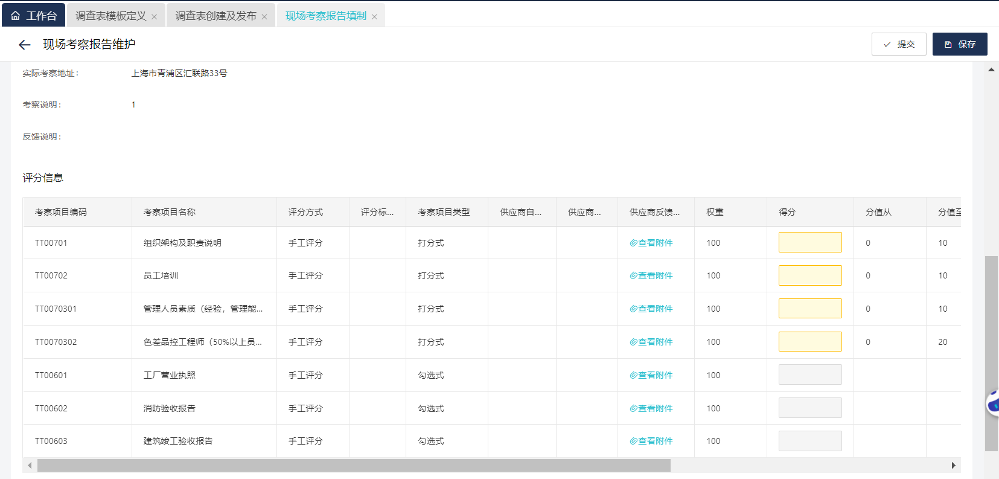 工作台 调查表模板定义 × 调查表创建及发布 × 现场考察报告填制 ×
← 现场考察报告维护 提交 保存
实际考察地址： 上海市青浦区汇联路33号
考察说明： 1
反馈说明：
评分信息
考察项目编码 考察项目名称 评分方式 评分标... 考察项目类型 供应商自... 供应商... 供应商反馈... 权重 得分 分值从 分值至
TT00701 组织架构及职责说明 手工评分 打分式 查看附件 100 0 10
TT00702 员工培训 手工评分 打分式 查看附件 100 0 10
TT0070301 管理人员素质（经验，管理能... 手工评分 打分式 查看附件 100 0 10
TT0070302 色差品控工程师（50%以上员... 手工评分 打分式 查看附件 100 0 20
TT00601 工厂营业执照 手工评分 勾选式 查看附件 100
TT00602 消防验收报告 手工评分 勾选式 查看附件 100
TT00603 建筑竣工验收报告 手工评分 勾选式 查看附件 100